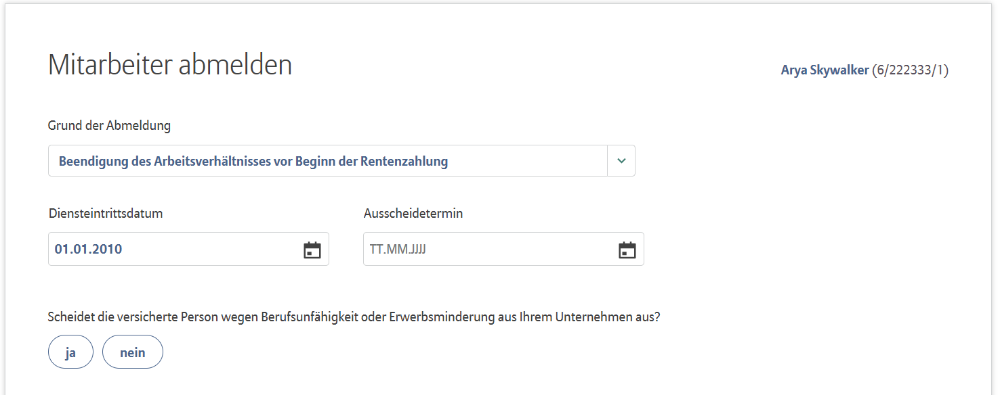 Mitarbeiter abmelden
Arya Skywalker (6/222333/1)
Grund der Abmeldung
Beendigung des Arbeitsverhältnisses vor Beginn der Rentenzahlung
Diensteintrittsdatum
Ausscheidetermin
01.01.2010
TT.MM.JJJJ
Scheidet die versicherte Person wegen Berufsunfähigkeit oder Erwerbsminderung aus Ihrem Unternehmen aus?
ja
nein